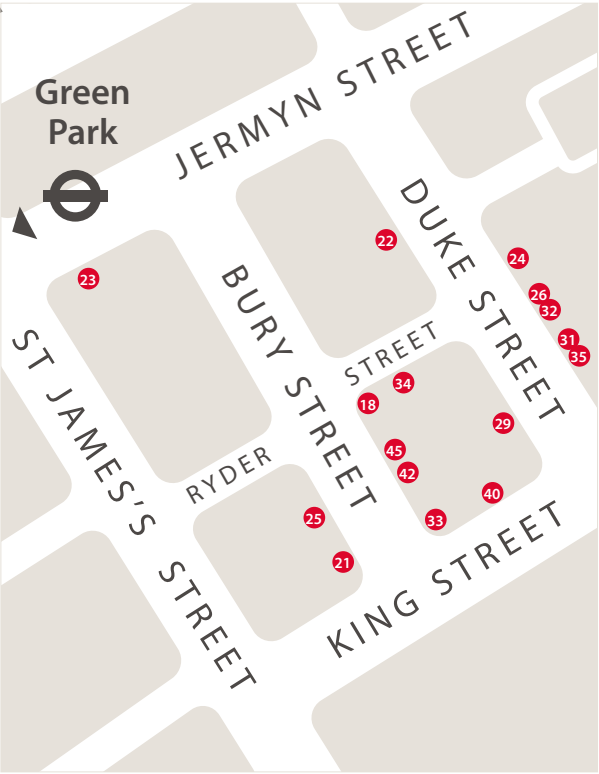 Green
Park
JERMYN STREET
DUKE STREET
BURY STREET
ST JAMES'S STREET
RYDER STREET
KING STREET
23
22
24
26
32
31
35
34
18
29
45
42
40
33
25
21